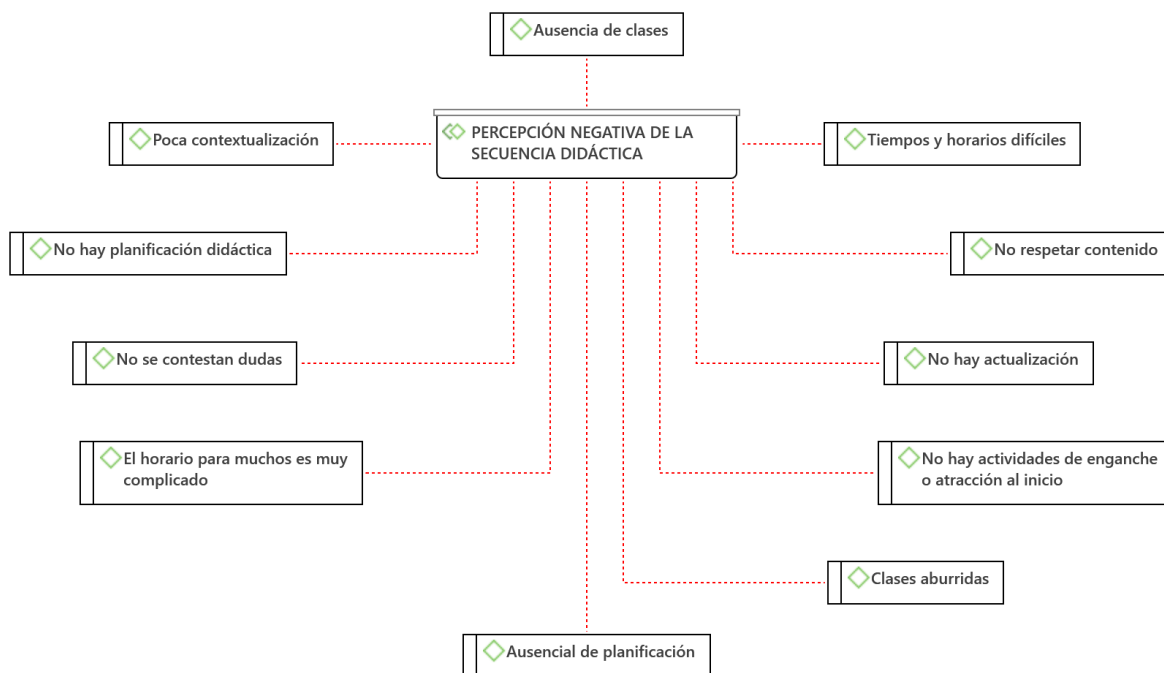 Ausencia de clases
PERCEPCIÓN NEGATIVA DE LA
SECUENCIA DIDÁCTICA
Poca contextualización
Tiempos y horarios difíciles
No hay planificación didáctica
No respetar contenido
No se contestan dudas
No hay actualización
El horario para muchos es muy
complicado
No hay actividades de enganche
o atracción al inicio
Clases aburridas
Ausencial de planificación